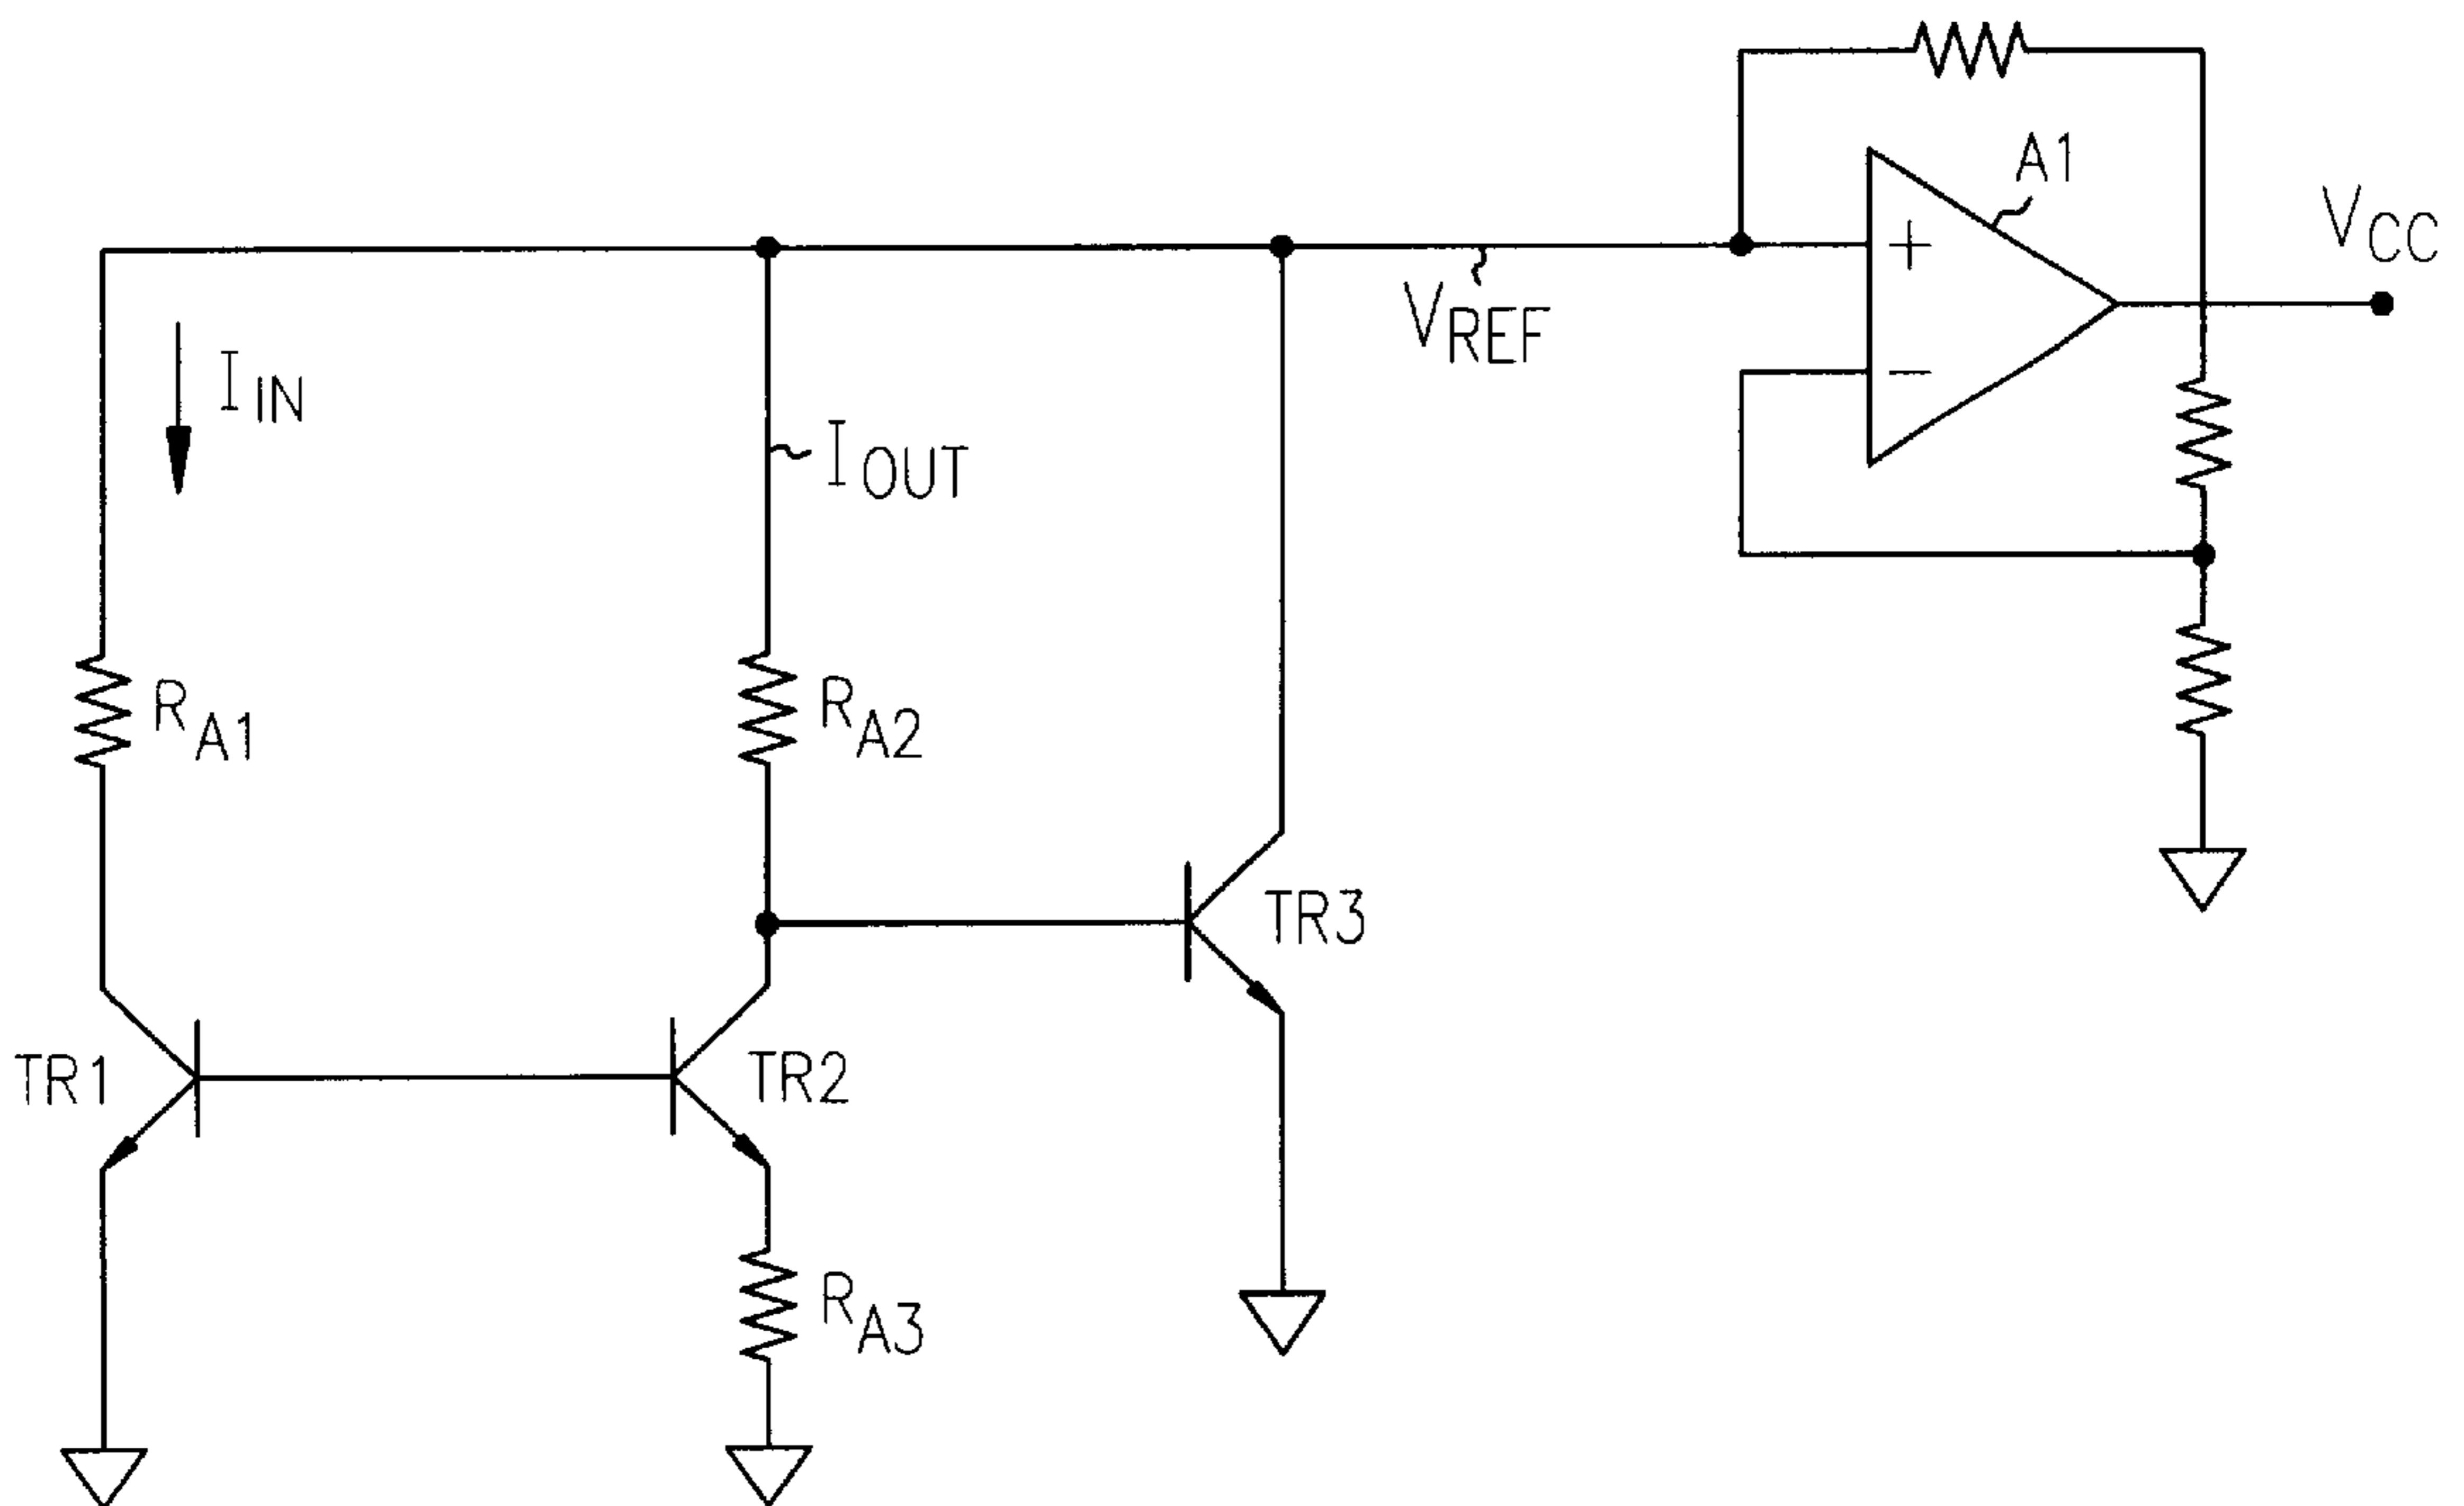 A1
VCC
+
VREF
−
IIN
IOUT
RA1
RA2
TR3
TR1
TR2
RA3